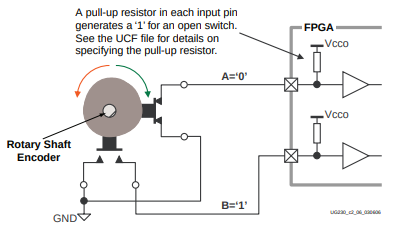 A pull-up resistor in each input pin
generates a '1' for an open switch.
See the UCF file for details on
specifying the pull-up resistor.
FPGA
Vcco
A='0'
Vcco
Rotary Shaft
Encoder
B='1'
GND
UG230_c2_06_030606